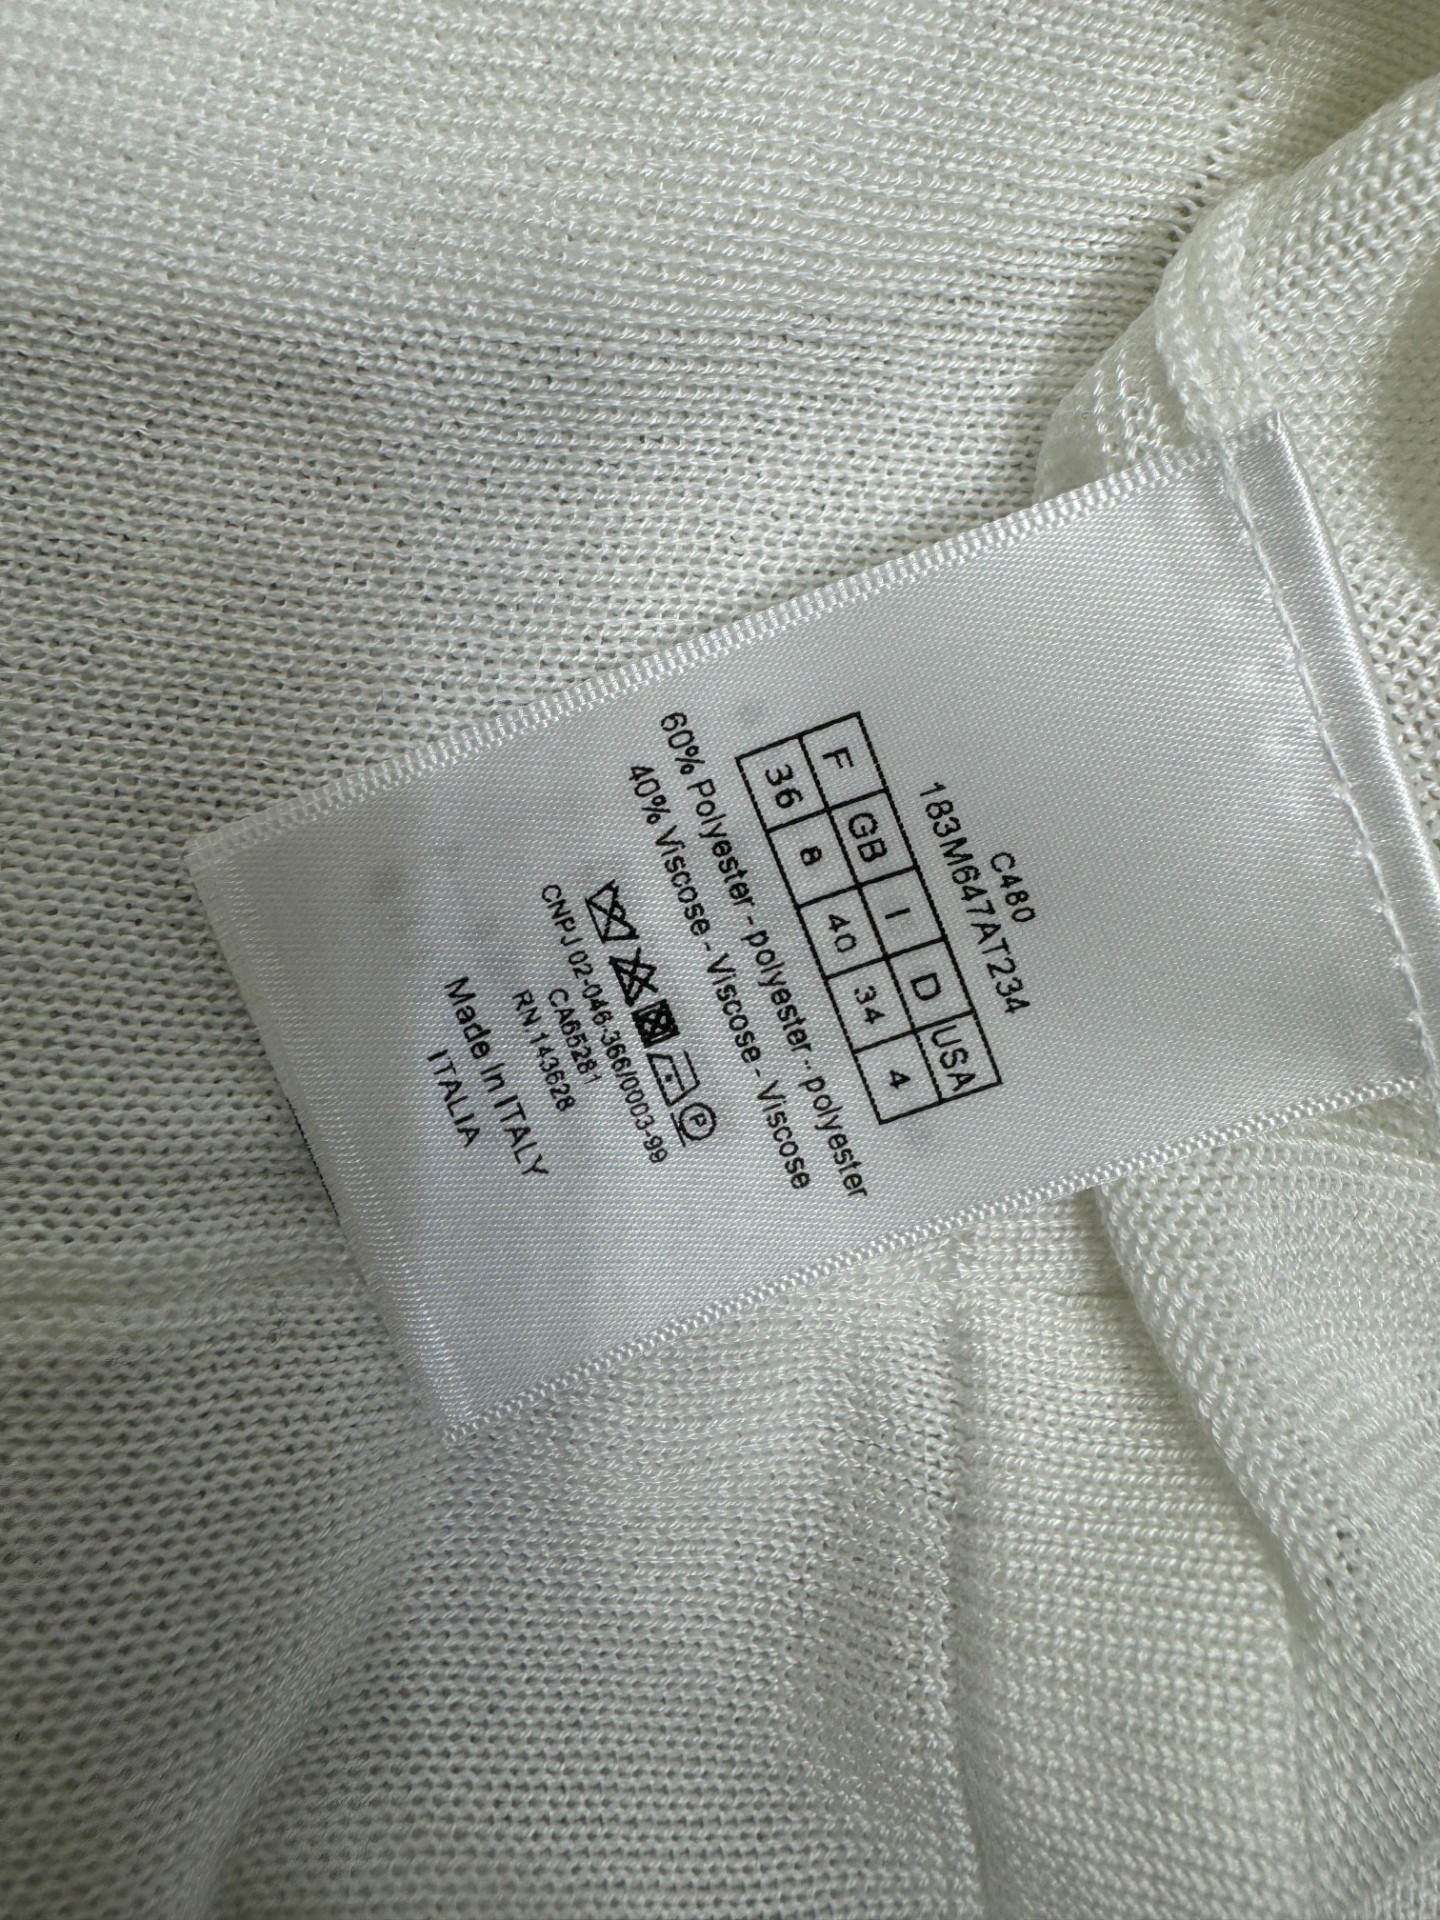 C480
183M647AT234
F GB I D USA
36 8 40 34 4
60% Polyester - polyester - polyester
40% Viscose - Viscose - Viscose
P
CNPJ 02-046-366/0003-99
CA65281
RN 143628
Made In ITALY
ITALIA